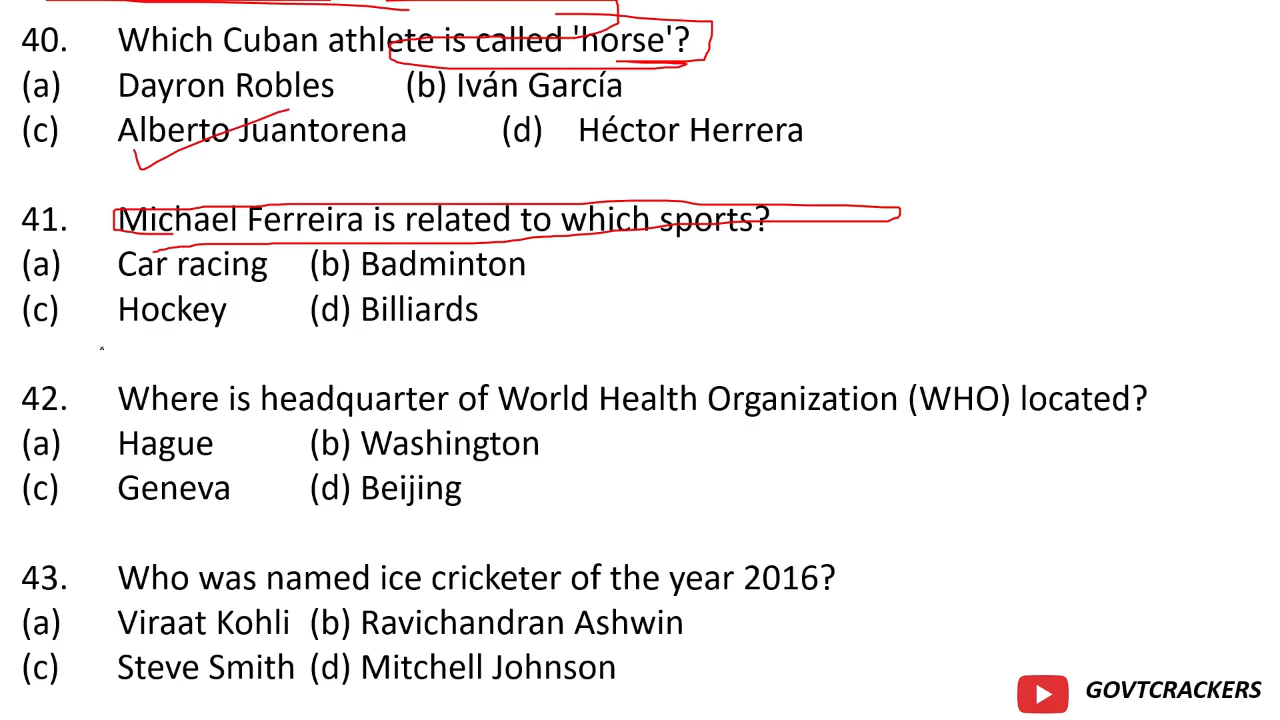 40. Which Cuban athlete is called 'horse'?
(a) Dayron Robles (b) Iván García
(c) Alberto Juantorena (d) Héctor Herrera
41. Michael Ferreira is related to which sports?
(a) Car racing (b) Badminton
(c) Hockey (d) Billiards
42. Where is headquarter of World Health Organization (WHO) located?
(a) Hague (b) Washington
(c) Geneva (d) Beijing
43. Who was named ice cricketer of the year 2016?
(a) Viraat Kohli (b) Ravichandran Ashwin
(c) Steve Smith (d) Mitchell Johnson
GOVTCRACKERS